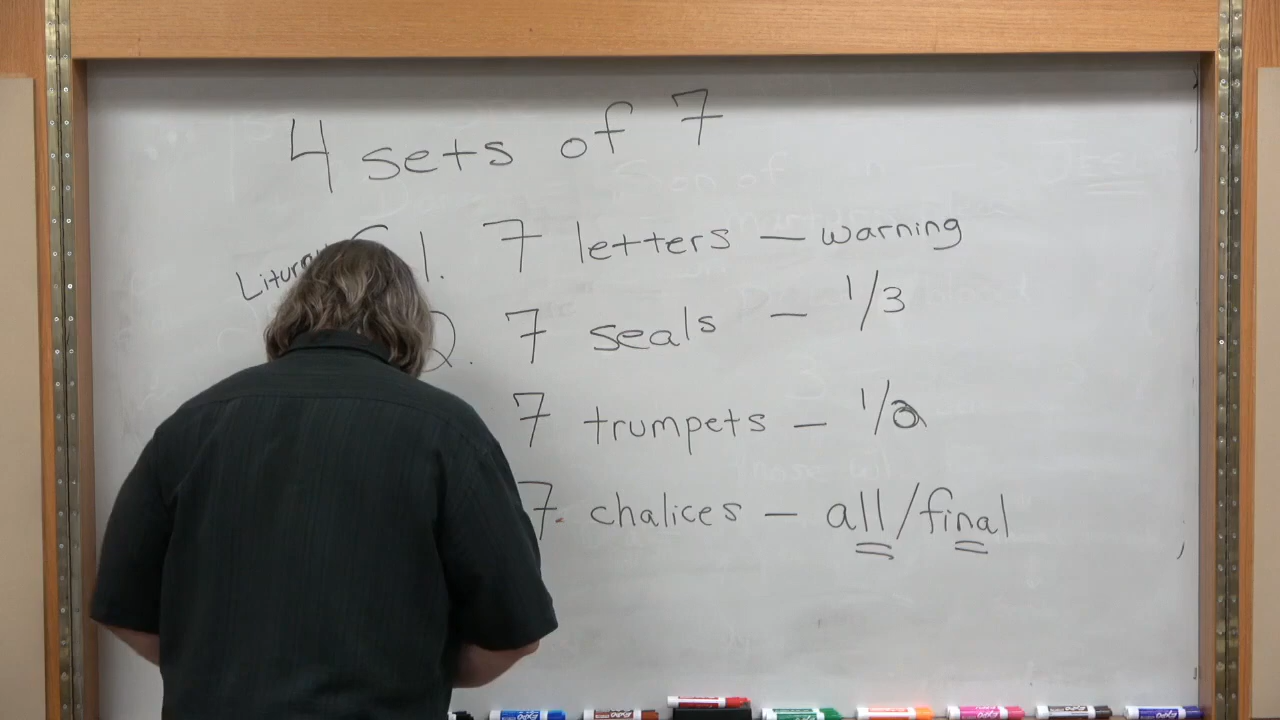 4 sets of 7
1. 7 letters — warning
2. 7 seals — 1/3
7 trumpets — 1/2
7 chalices — all/final